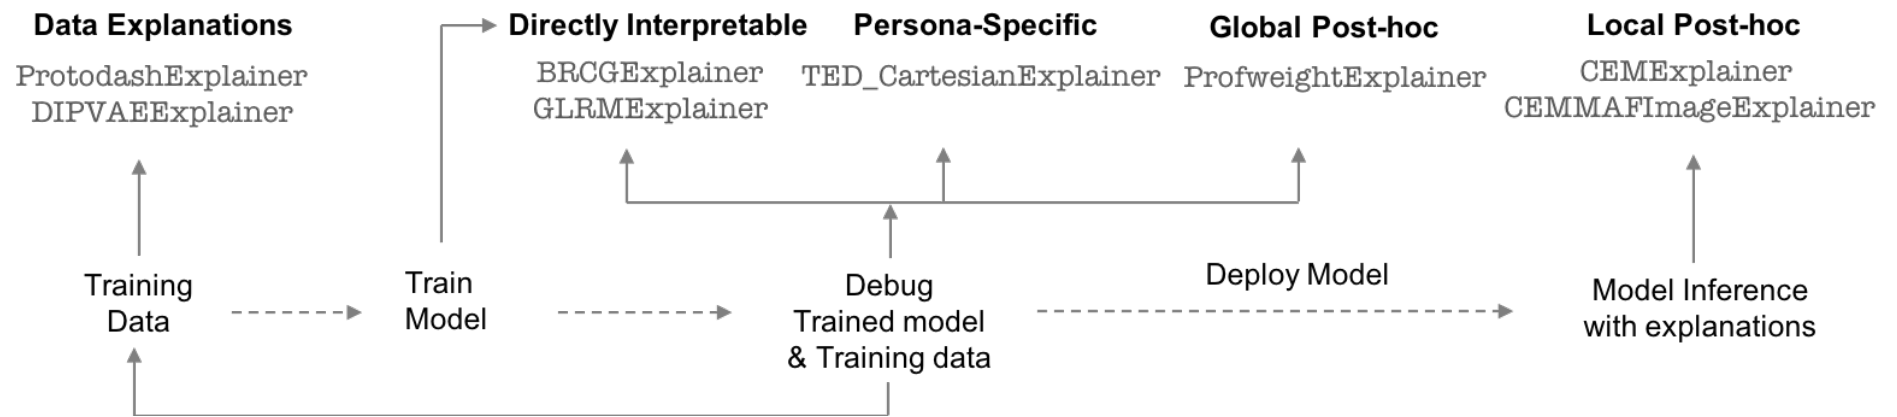 Data Explanations
ProtodashExplainer
DIPVAEExplainer
Directly Interpretable
BRCGExplainer
GLRMExplainer
Persona-Specific
TED_CartesianExplainer
Global Post-hoc
ProfweightExplainer
Local Post-hoc
CEMExplainer
CEMMAFImageExplainer
Training
Data
Train
Model
Debug
Trained model
& Training data
Deploy Model
Model Inference
with explanations